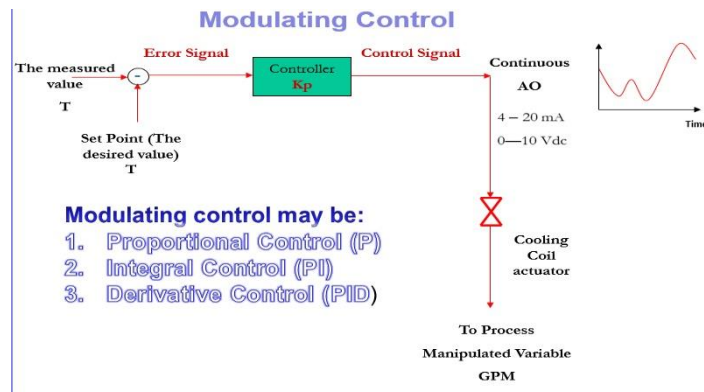 Modulating Control
Error Signal
Control Signal
The measured
value
T
-
Controller
Kp
Continuous
AO
Time
4 – 20 mA
0—10 Vdc
Set Point (The
desired value)
T
Modulating control may be:
1. Proportional Control (P)
2. Integral Control (PI)
3. Derivative Control (PID)
Cooling
Coil
actuator
To Process
Manipulated Variable
GPM